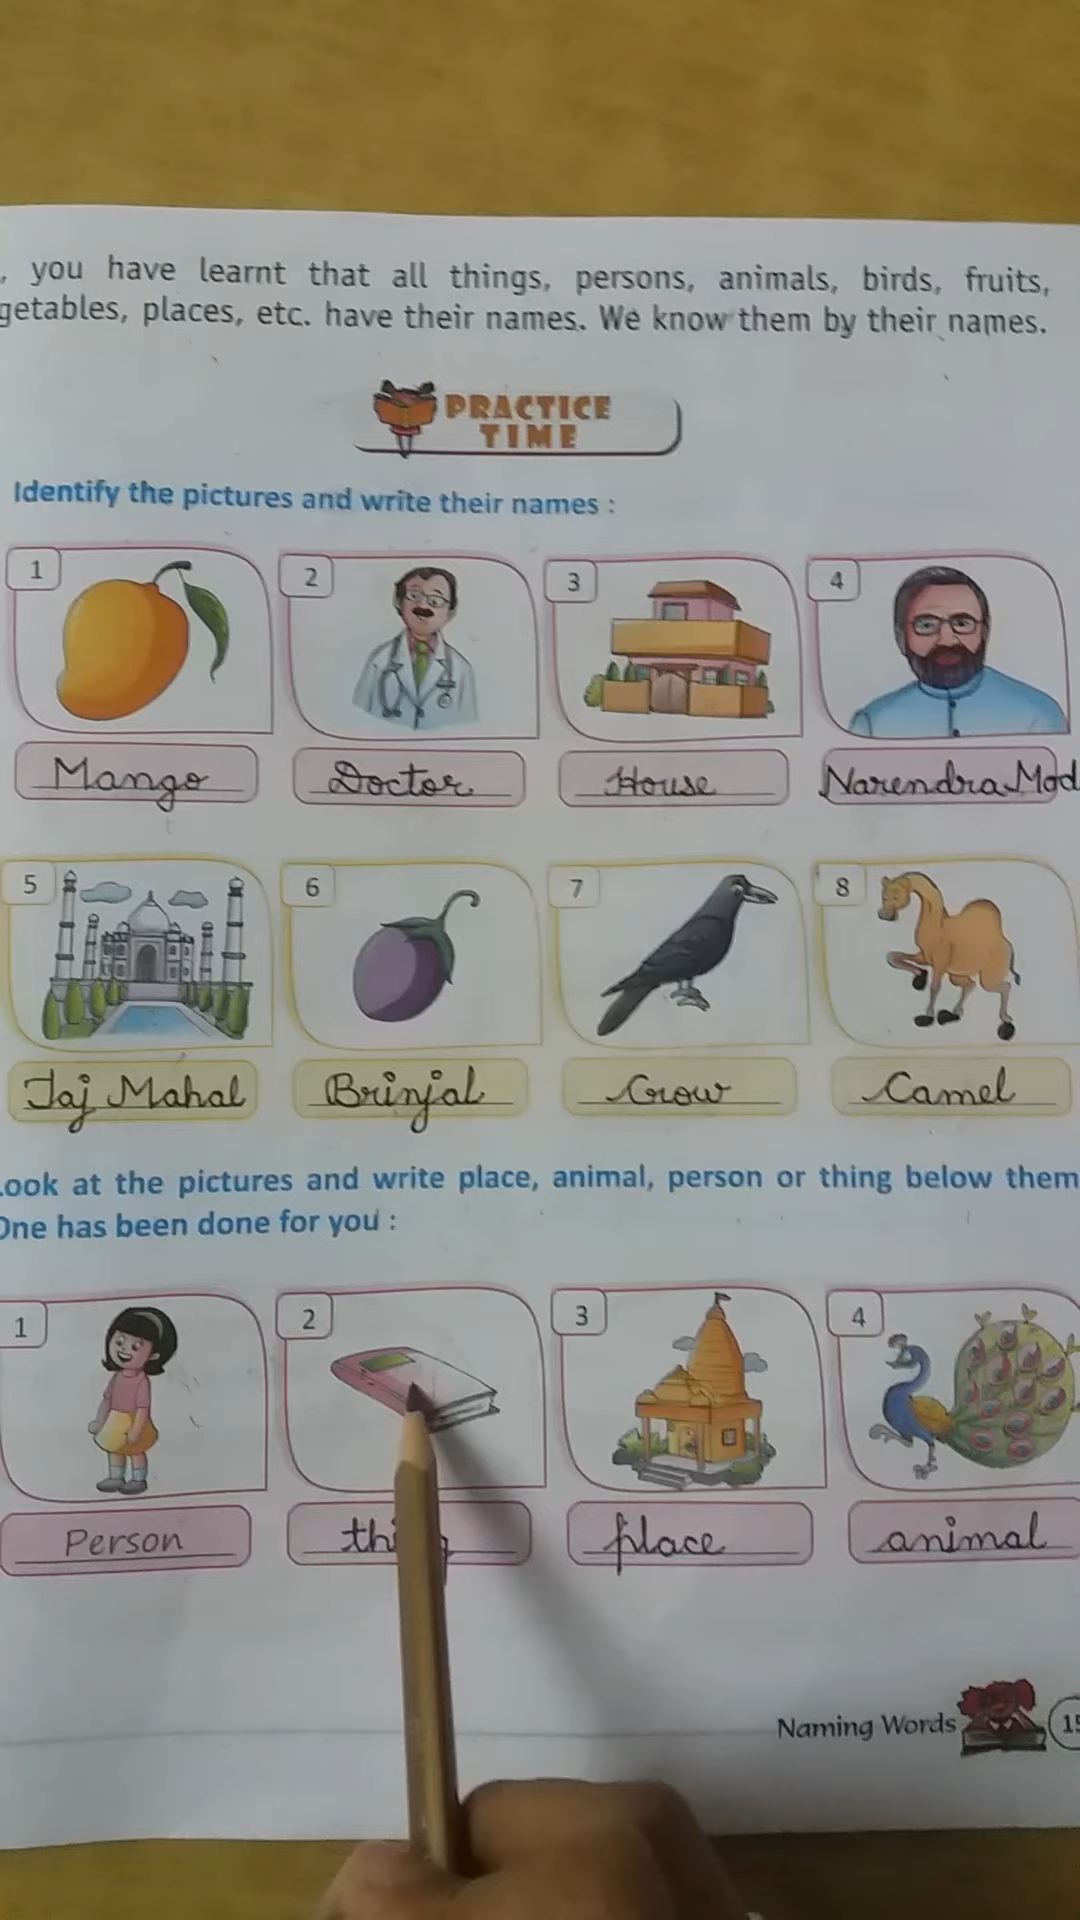 , you have learnt that all things, persons, animals, birds, fruits,
getables, places, etc. have their names. We know them by their names.
PRACTICE
TIME
Identify the pictures and write their names :
1 2 3 4
Mango Doctor House Narendra Mod
5 6 7 8
Taj Mahal Brinjal Crow Camel
Look at the pictures and write place, animal, person or thing below them
One has been done for you :
1 2 3 4
Person thing place animal
Naming Words 15